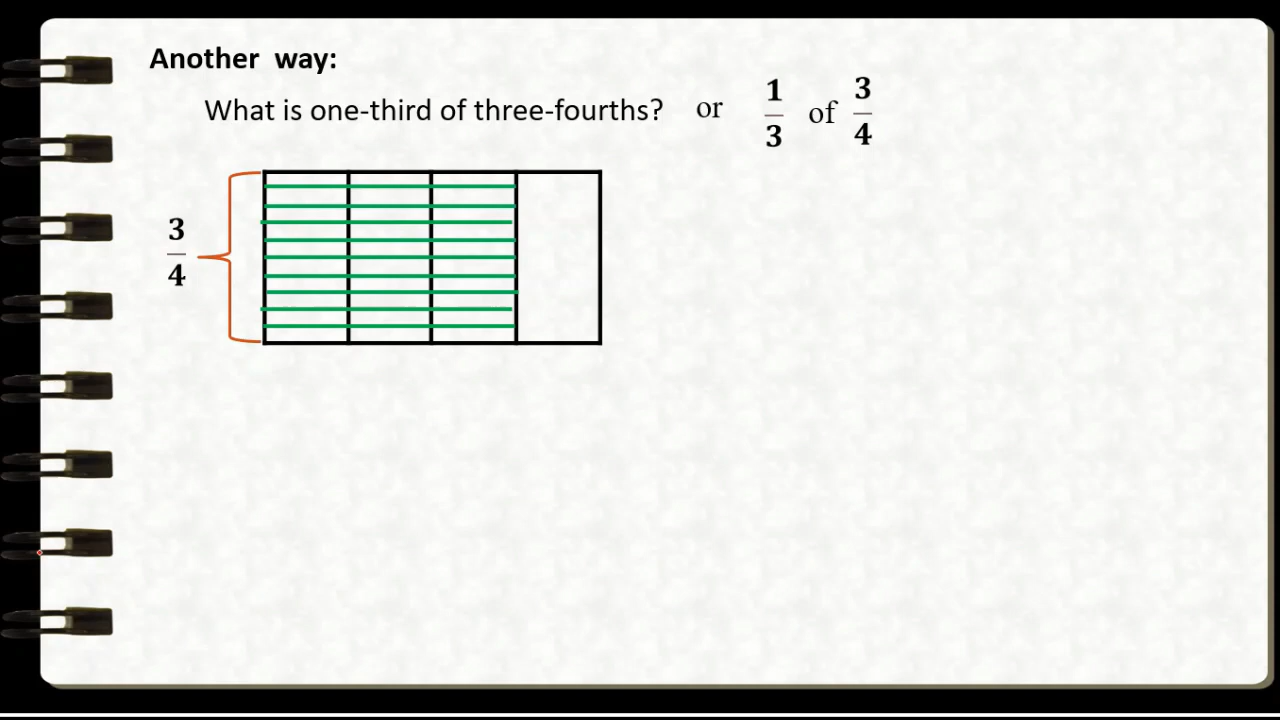 Another way:
What is one-third of three-fourths? or 1/3 of 3/4
3/4